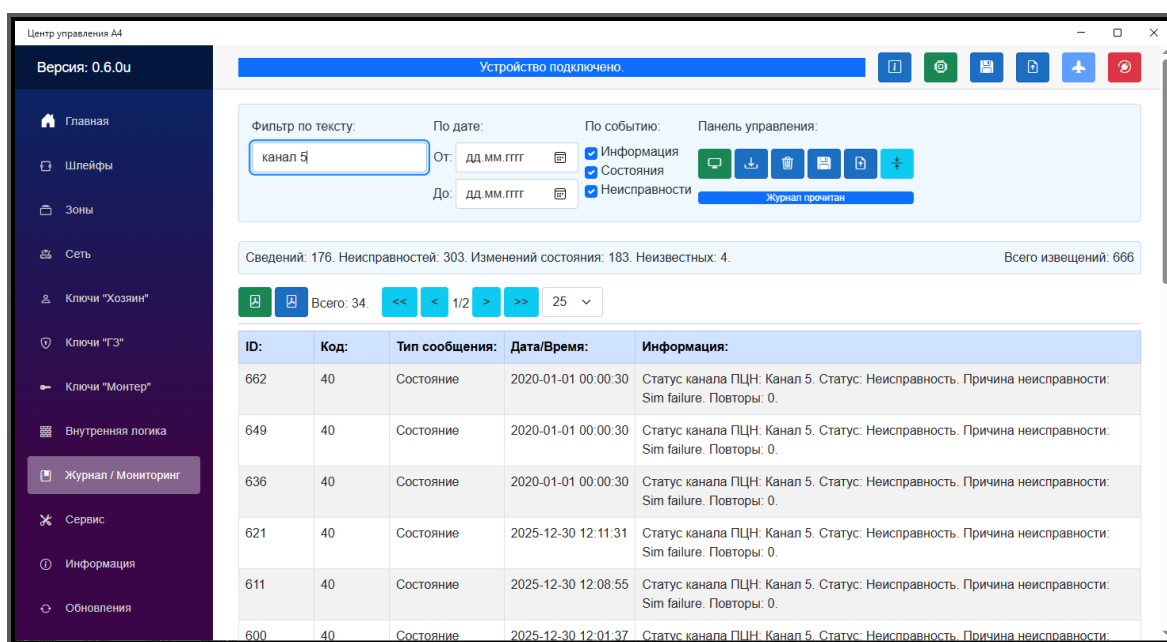 Центр управления А4
Версия: 0.6.0u
Устройство подключено.
Главная
Шлейфы
Зоны
Сеть
Ключи "Хозяин"
Ключи "ГЗ"
Ключи "Монтер"
Внутренняя логика
Журнал / Мониторинг
Сервис
Информация
Обновления
Фильтр по тексту:
канал 5
По дате:
От: дд.мм.гггг
До: дд.мм.гггг
По событию:
Информация
Состояния
Неисправности
Панель управления:
Журнал прочитан
Сведений: 176. Неисправностей: 303. Изменений состояния: 183. Неизвестных: 4. Всего извещений: 666
Всего: 34. << < 1/2 > >> 25
ID: Код: Тип сообщения: Дата/Время: Информация:
662 40 Состояние 2020-01-01 00:00:30 Статус канала ПЦН: Канал 5. Статус: Неисправность. Причина неисправности:
Sim failure. Повторы: 0.
649 40 Состояние 2020-01-01 00:00:30 Статус канала ПЦН: Канал 5. Статус: Неисправность. Причина неисправности:
Sim failure. Повторы: 0.
636 40 Состояние 2020-01-01 00:00:30 Статус канала ПЦН: Канал 5. Статус: Неисправность. Причина неисправности:
Sim failure. Повторы: 0.
621 40 Состояние 2025-12-30 12:11:31 Статус канала ПЦН: Канал 5. Статус: Неисправность. Причина неисправности:
Sim failure. Повторы: 0.
611 40 Состояние 2025-12-30 12:08:55 Статус канала ПЦН: Канал 5. Статус: Неисправность. Причина неисправности:
Sim failure. Повторы: 0.
600 40 Состояние 2025-12-30 12:01:37 Статус канала ПЦН: Канал 5. Статус: Неисправность. Причина неисправности: